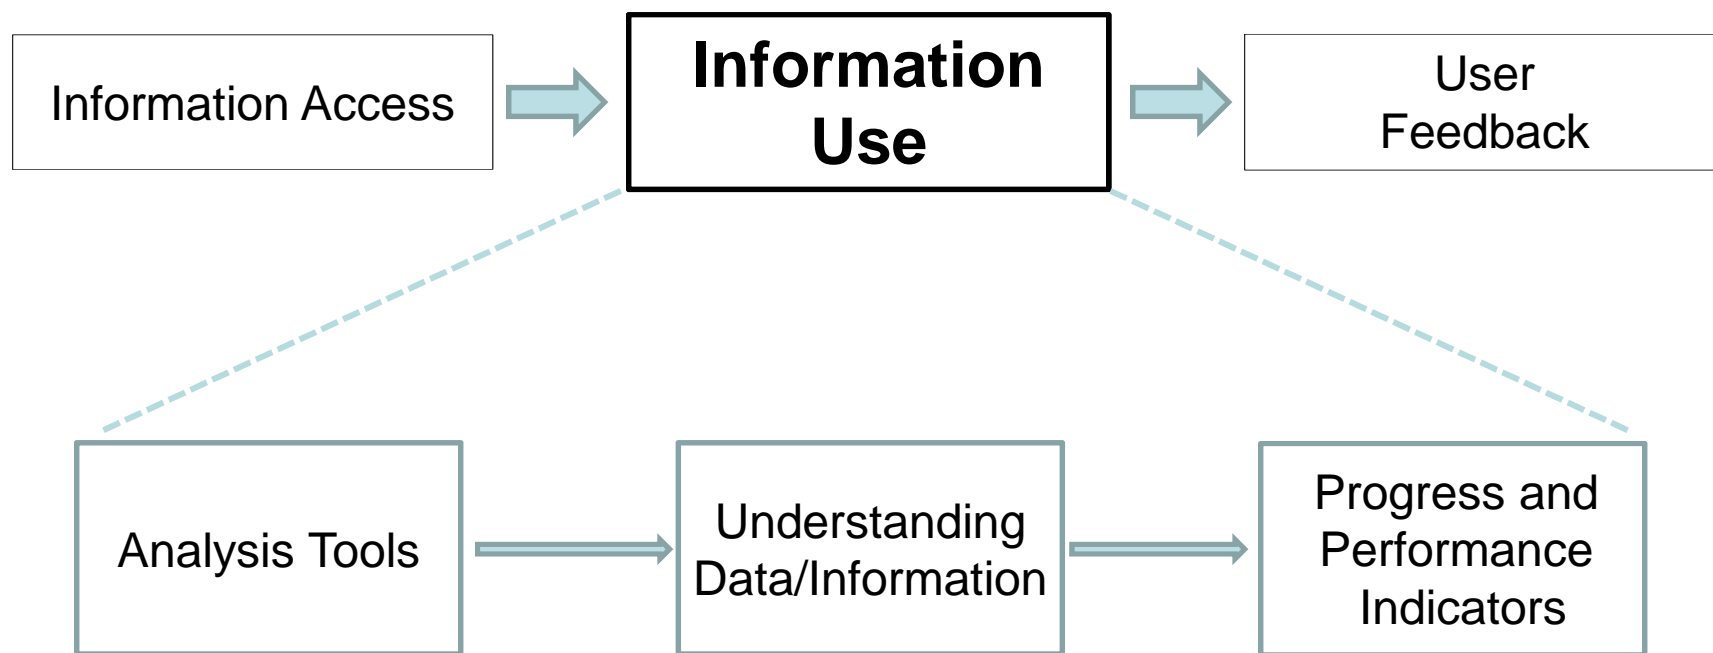 Information Access
Information
Use
User
Feedback
Analysis Tools
Understanding
Data/Information
Progress and
Performance
Indicators